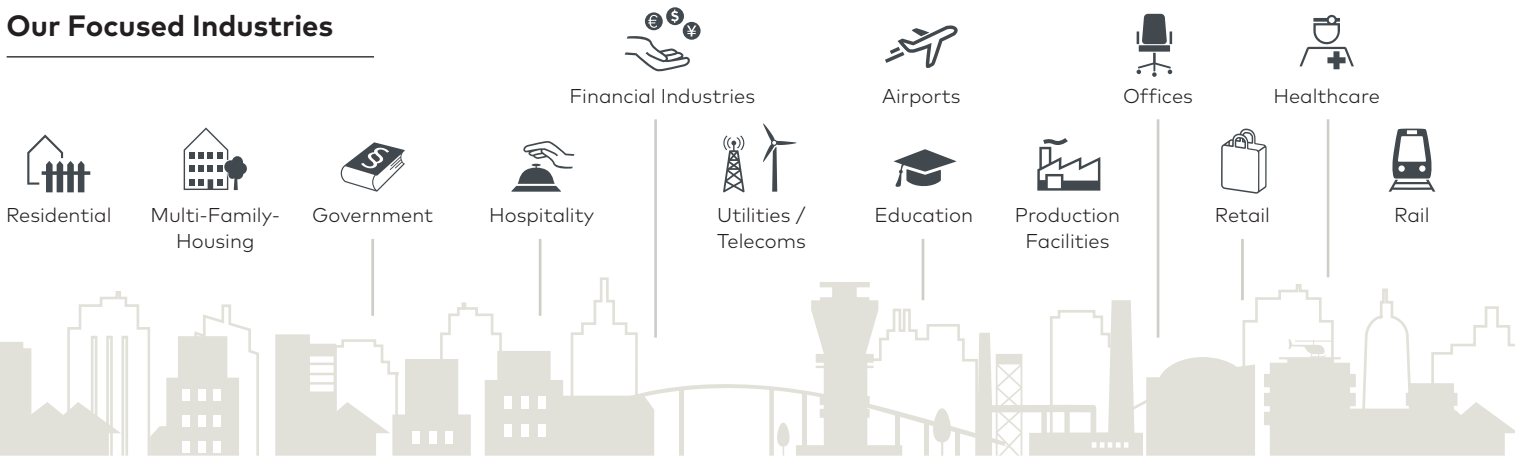 Our Focused Industries
€ $ ¥
Financial Industries
Airports
Offices
Healthcare
§
Residential
Multi-Family-
Housing
Government
Hospitality
Utilities /
Telecoms
Education
Production
Facilities
Retail
Rail